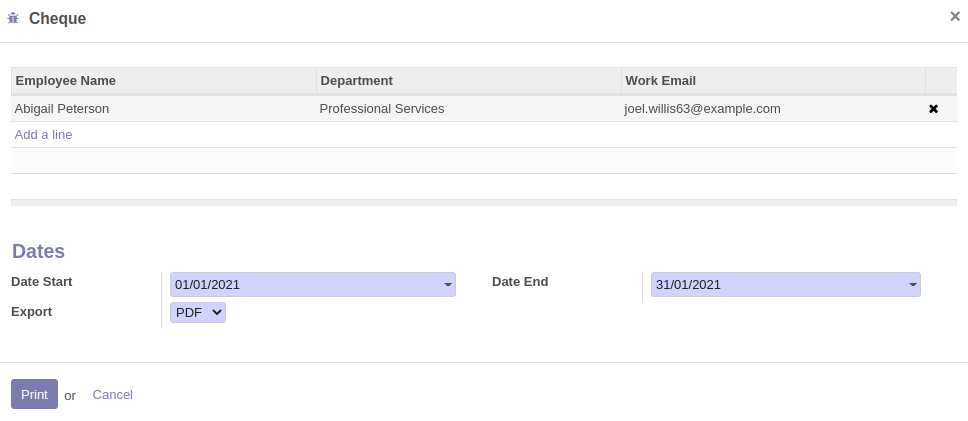 Cheque
×
Employee Name Department Work Email
Abigail Peterson Professional Services joel.willis63@example.com ✖
Add a line
Dates
Date Start 01/01/2021 Date End 31/01/2021
Export PDF
Print or Cancel